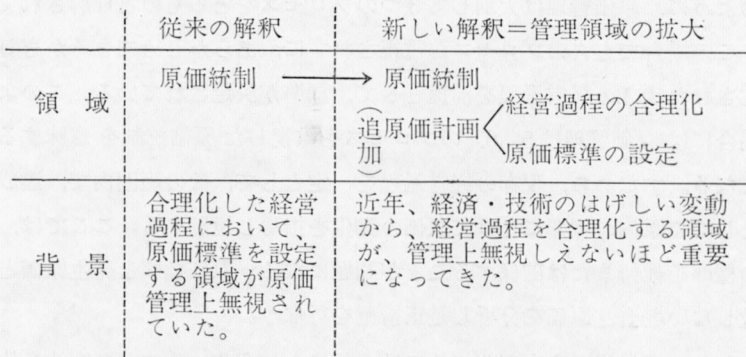 従来の解釈
新しい解釈＝管理領域の拡大
領域
原価統制
原価統制
（追加）
原価計画
経営過程の合理化
原価標準の設定
背景
合理化した経営
過程において、
原価標準を設定
する領域が原価
管理上無視され
ていた。
近年、経済・技術のはげしい変動
から、経営過程を合理化する領域
が、管理上無視しえないほど重要
になってきた。